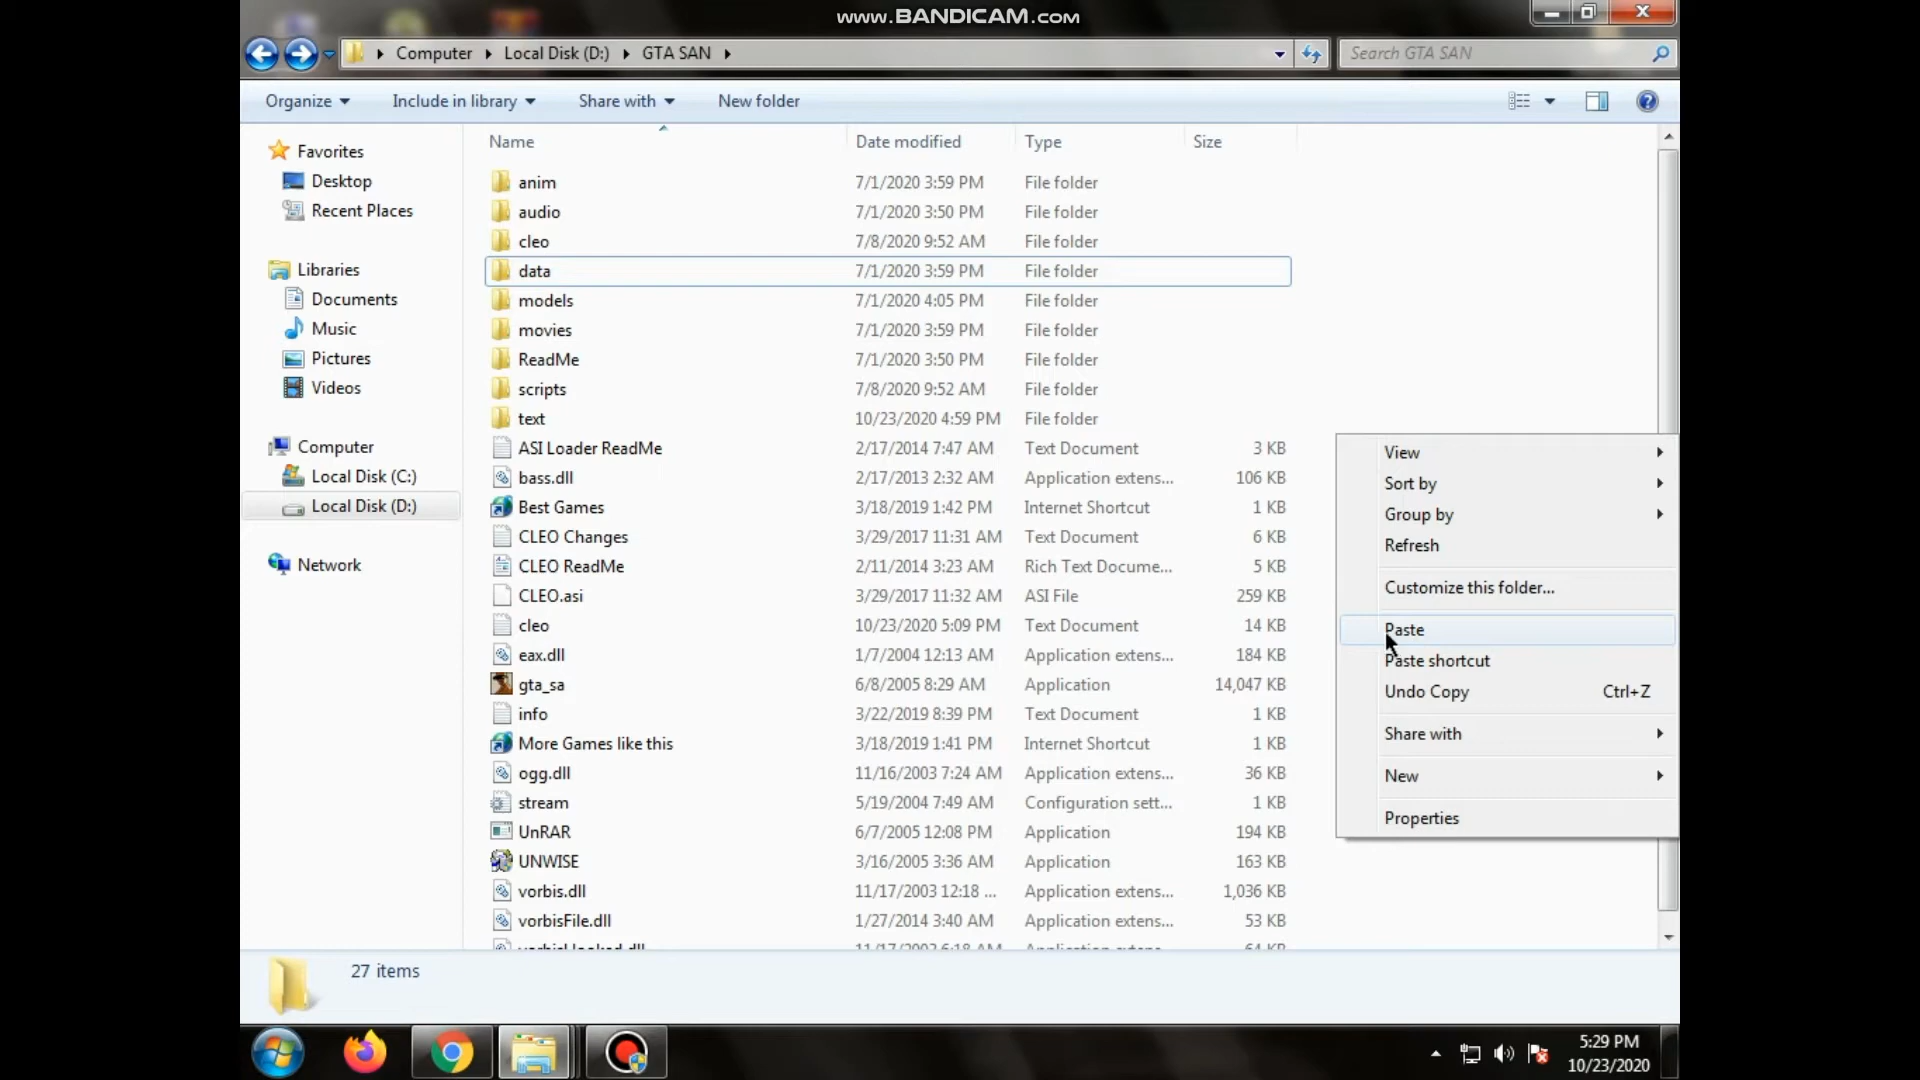 www.BANDICAM.com
Computer Local Disk (D:) GTA SAN
Search GTA SAN
Organize Include in library Share with New folder
Favorites
Desktop
Recent Places
Libraries
Documents
Music
Pictures
Videos
Computer
Local Disk (C:)
Local Disk (D:)
Network
Name Date modified Type Size
anim 7/1/2020 3:59 PM File folder
audio 7/1/2020 3:50 PM File folder
cleo 7/8/2020 9:52 AM File folder
data 7/1/2020 3:59 PM File folder
models 7/1/2020 4:05 PM File folder
movies 7/1/2020 3:59 PM File folder
ReadMe 7/1/2020 3:50 PM File folder
scripts 7/8/2020 9:52 AM File folder
text 10/23/2020 4:59 PM File folder
ASI Loader ReadMe 2/17/2014 7:47 AM Text Document 3 KB
bass.dll 2/17/2013 2:32 AM Application extens... 106 KB
Best Games 3/18/2019 1:42 PM Internet Shortcut 1 KB
CLEO Changes 3/29/2017 11:31 AM Text Document 6 KB
CLEO ReadMe 2/11/2014 3:23 AM Rich Text Docume... 5 KB
CLEO.asi 3/29/2017 11:32 AM ASI File 259 KB
cleo 10/23/2020 5:09 PM Text Document 14 KB
eax.dll 1/7/2004 12:13 AM Application extens... 184 KB
gta_sa 6/8/2005 8:29 AM Application 14,047 KB
info 3/22/2019 8:39 PM Text Document 1 KB
More Games like this 3/18/2019 1:41 PM Internet Shortcut 1 KB
ogg.dll 11/16/2003 7:24 AM Application extens... 36 KB
stream 5/19/2004 7:49 AM Configuration sett... 1 KB
UnRAR 6/7/2005 12:08 PM Application 194 KB
UNWISE 3/16/2005 3:36 AM Application 163 KB
vorbis.dll 11/17/2003 12:18 ... Application extens... 1,036 KB
vorbisFile.dll 1/27/2014 3:40 AM Application extens... 53 KB
View
Sort by
Group by
Refresh
Customize this folder...
Paste
Paste shortcut
Undo Copy Ctrl+Z
Share with
New
Properties
27 items
5:29 PM
10/23/2020